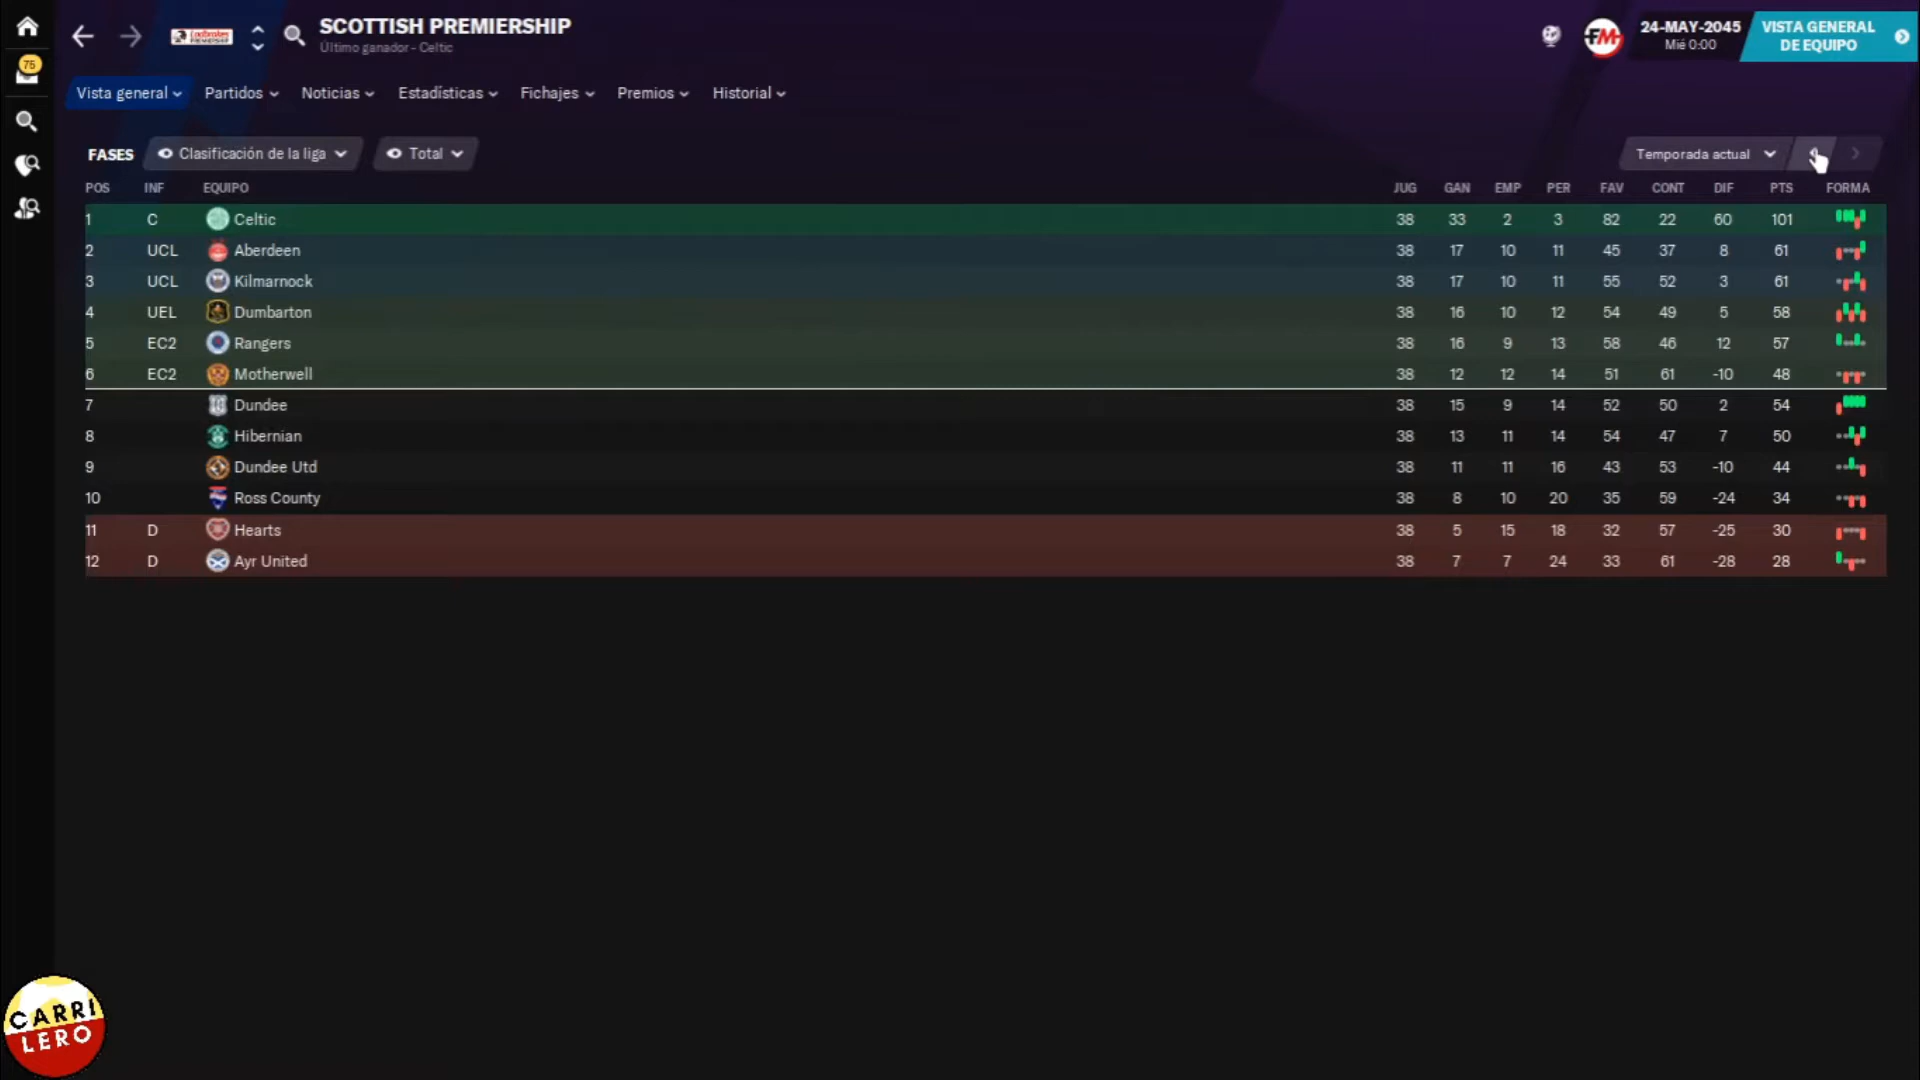 SCOTTISH PREMIERSHIP
Último ganador - Celtic
24-MAY-2045
Mié 0:00
VISTA GENERAL
DE EQUIPO
75
FM
Ladbrokes
PREMIERSHIP
Vista general Partidos Noticias Estadísticas Fichajes Premios Historial
FASES Clasificación de la liga Total Temporada actual
POS INF EQUIPO JUG GAN EMP PER FAV CONT DIF PTS FORMA
1 C Celtic 38 33 2 3 82 22 60 101
2 UCL Aberdeen 38 17 10 11 45 37 8 61
3 UCL Kilmarnock 38 17 10 11 55 52 3 61
4 UEL Dumbarton 38 16 10 12 54 49 5 58
5 EC2 Rangers 38 16 9 13 58 46 12 57
6 EC2 Motherwell 38 12 12 14 51 61 -10 48
7 Dundee 38 15 9 14 52 50 2 54
8 Hibernian 38 13 11 14 54 47 7 50
9 Dundee Utd 38 11 11 16 43 53 -10 44
10 Ross County 38 8 10 20 35 59 -24 34
11 D Hearts 38 5 15 18 32 57 -25 30
12 D Ayr United 38 7 7 24 33 61 -28 28
CARRI
LERO